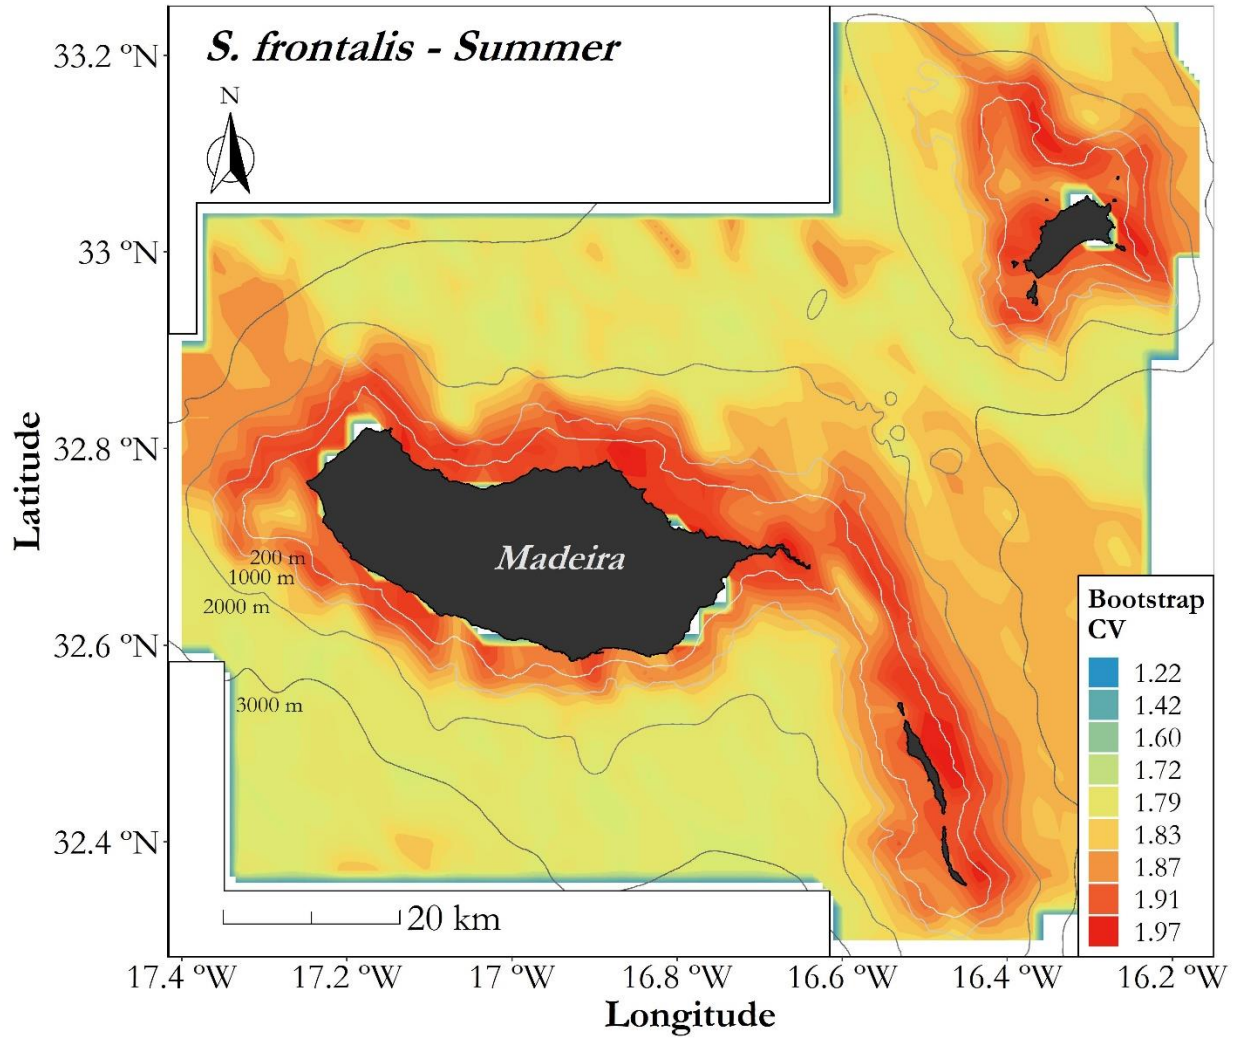 S. frontalis - Summer
N
33.2 ºN
33 ºN
32.8 ºN
32.6 ºN
32.4 ºN
Latitude
Madeira
200 m
1000 m
2000 m
3000 m
20 km
Bootstrap
CV
1.22
1.42
1.60
1.72
1.79
1.83
1.87
1.91
1.97
17.4 ºW
17.2 ºW
17 ºW
16.8 ºW
16.6 ºW
16.4 ºW
16.2 ºW
Longitude